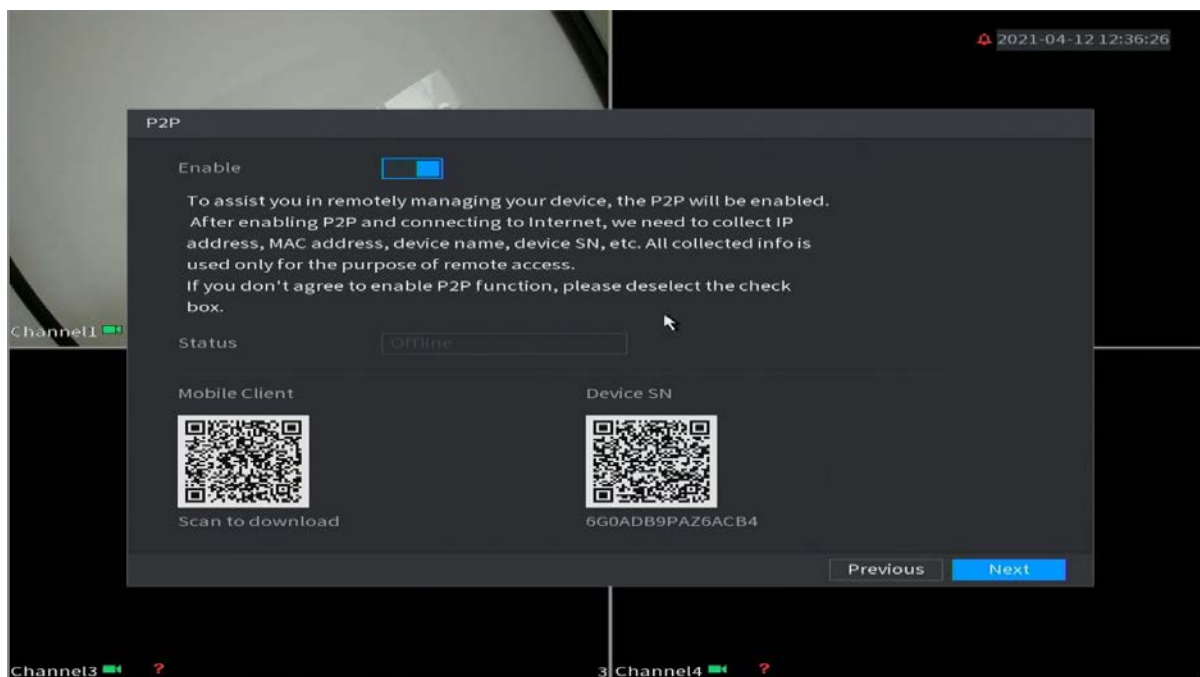 2021-04-12 12:36:26
P2P
Enable
To assist you in remotely managing your device, the P2P will be enabled.
After enabling P2P and connecting to Internet, we need to collect IP
address, MAC address, device name, device SN, etc. All collected info is
used only for the purpose of remote access.
If you don't agree to enable P2P function, please deselect the check
box.
Channel1
Status Offline
Mobile Client Device SN
Scan to download 6G0ADB9PAZ6ACB4
Previous Next
Channel3 ? 3 Channel4 ?